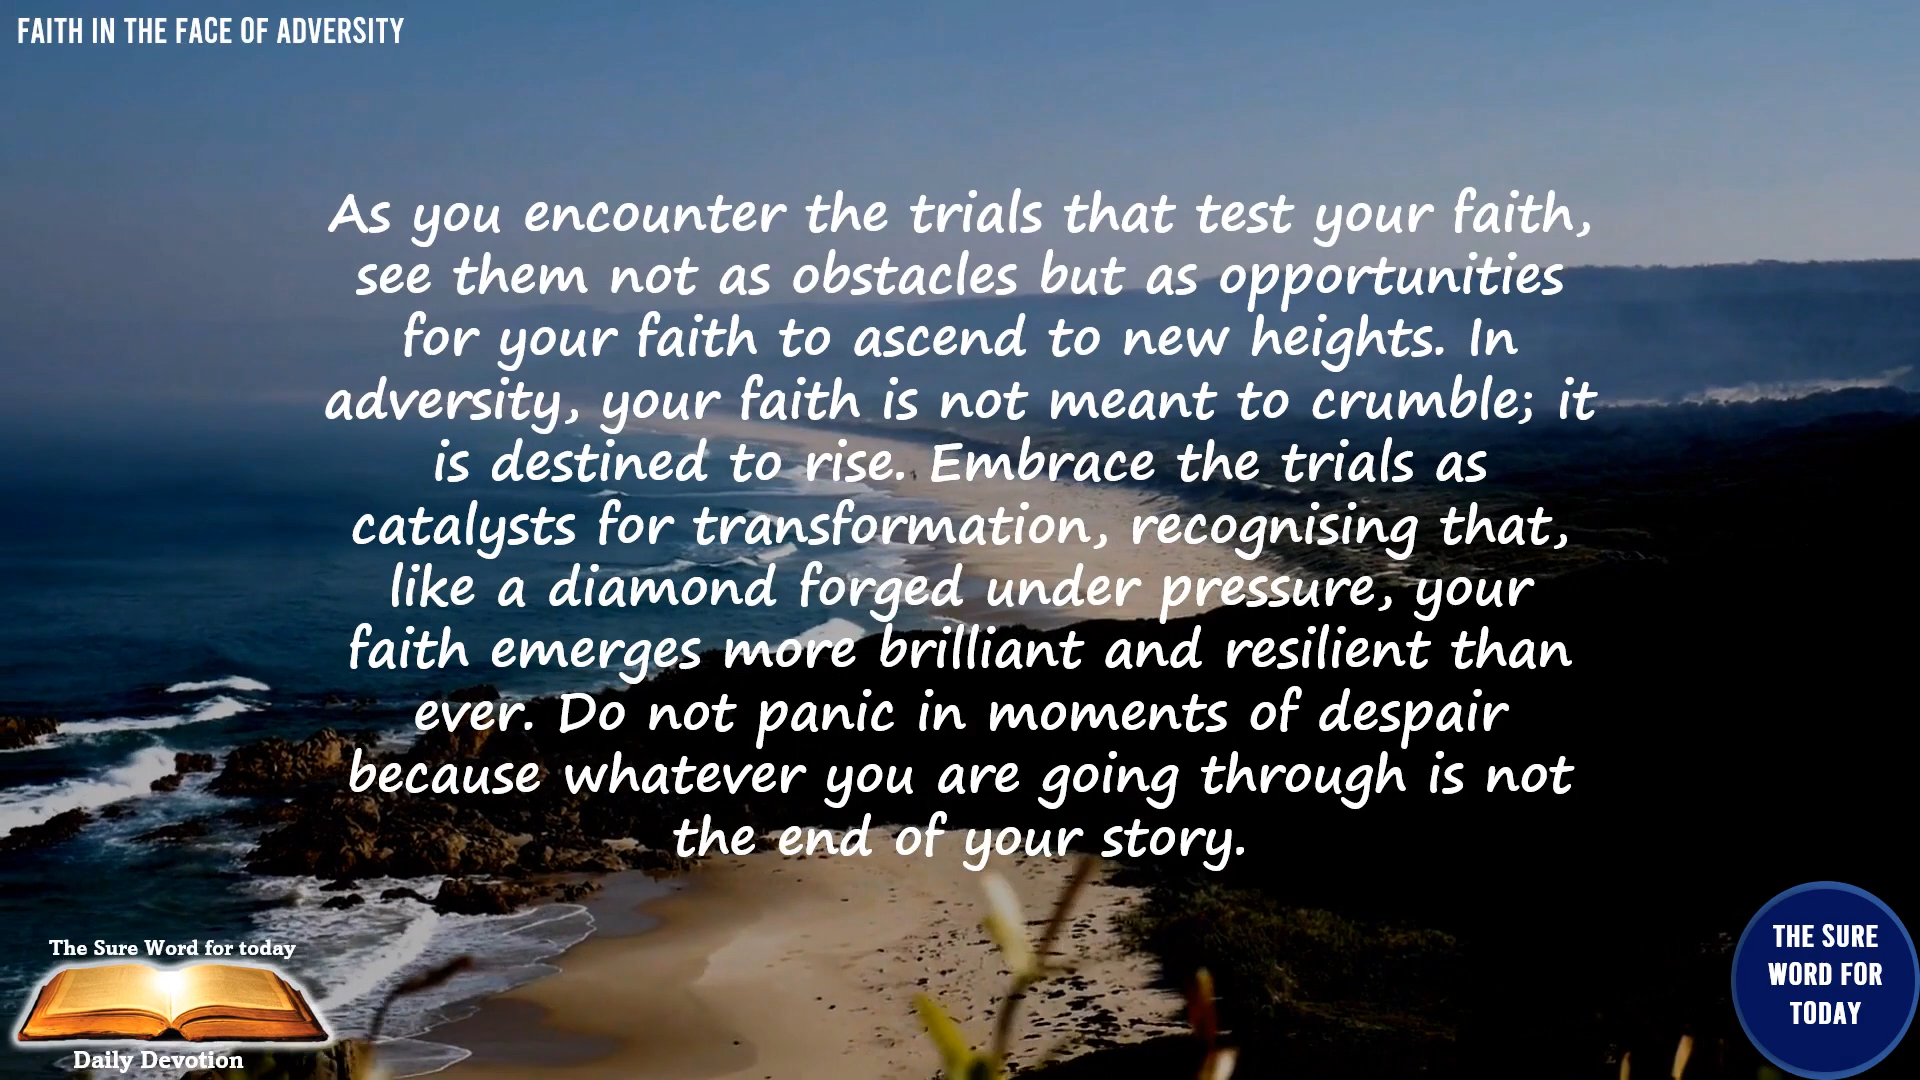 FAITH IN THE FACE OF ADVERSITY
As you encounter the trials that test your faith,
see them not as obstacles but as opportunities
for your faith to ascend to new heights. In
adversity, your faith is not meant to crumble; it
is destined to rise. Embrace the trials as
catalysts for transformation, recognising that,
like a diamond forged under pressure, your
faith emerges more brilliant and resilient than
ever. Do not panic in moments of despair
because whatever you are going through is not
the end of your story.
The Sure Word for today
Daily Devotion
THE SURE
WORD FOR
TODAY